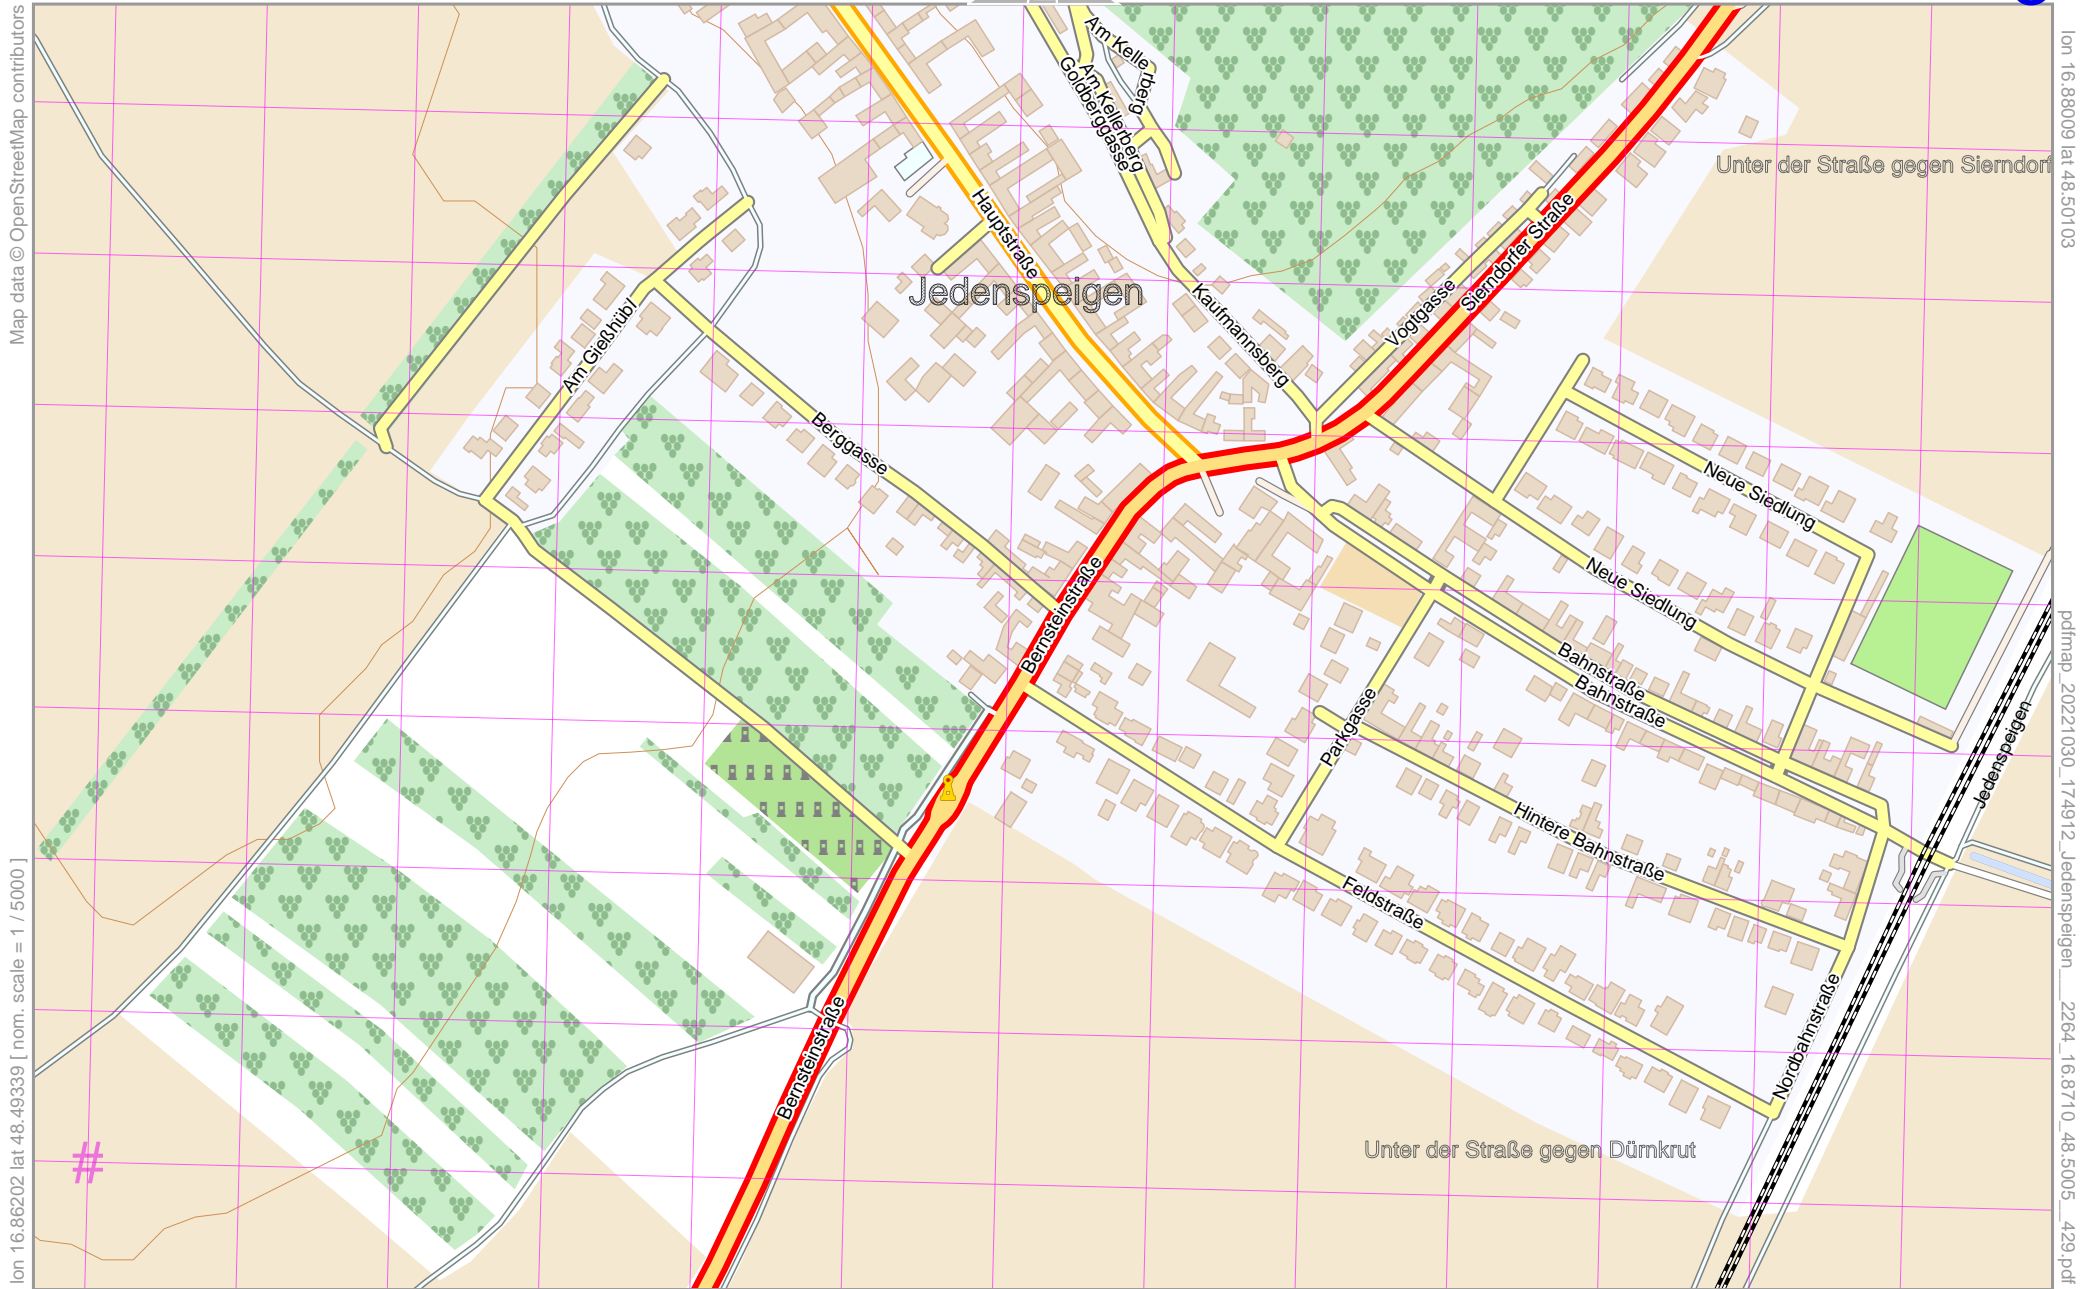 Map data © OpenStreetMap contributors
lon 16.88009 lat 48.50103
Am Kellerberg
Am Kellerberg
Goldberggasse
Unter der Straße gegen Sierndorf
Hauptstraße
Sierndorfer Straße
Jedenspeigen
Kaufmannsberg
Vogtgasse
Am Gießhübl
Berggasse
Neue Siedlung
Neue Siedlung
Bernsteinstraße
Bahnstraße
Bahnstraße
Parkgasse
Jedenspeigen
Hintere Bahnstraße
Feldstraße
Nordbahnstraße
Bernsteinstraße
Unter der Straße gegen Dürnkrut
#
lon 16.86202 lat 48.49339 [ nom. scale = 1 / 5000 ]
pdfmap_20221030_174912_Jedenspeigen___2264_16.8710_48.5005__429.pdf